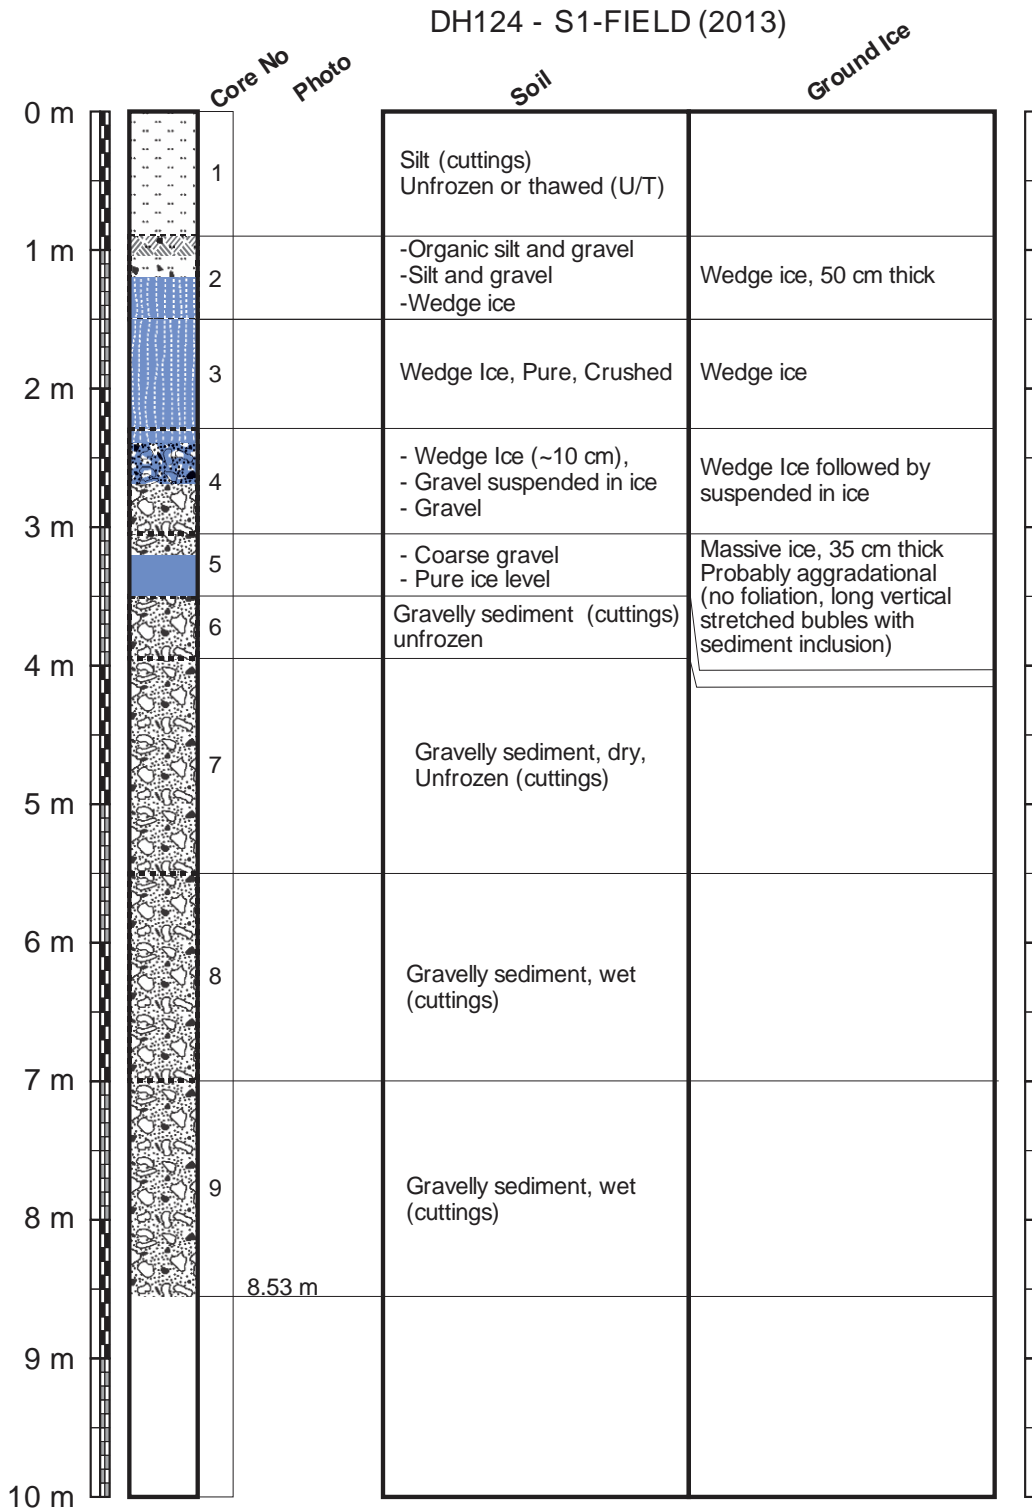 DH124 - S1-FIELD (2013)
Core No
Photo
Soil
Ground Ice
0 m
1
Silt (cuttings)
Unfrozen or thawed (U/T)
1 m
2
-Organic silt and gravel
-Silt and gravel
-Wedge ice
Wedge ice, 50 cm thick
2 m
3
Wedge Ice, Pure, Crushed
Wedge ice
4
- Wedge Ice (~10 cm),
- Gravel suspended in ice
- Gravel
Wedge Ice followed by
suspended in ice
3 m
5
- Coarse gravel
- Pure ice level
Massive ice, 35 cm thick
Probably aggradational
(no foliation, long vertical
stretched bubles with
sediment inclusion)
6
Gravelly sediment (cuttings)
unfrozen
4 m
7
Gravelly sediment, dry,
Unfrozen (cuttings)
5 m
6 m
8
Gravelly sediment, wet
(cuttings)
7 m
9
Gravelly sediment, wet
(cuttings)
8 m
8.53 m
9 m
10 m